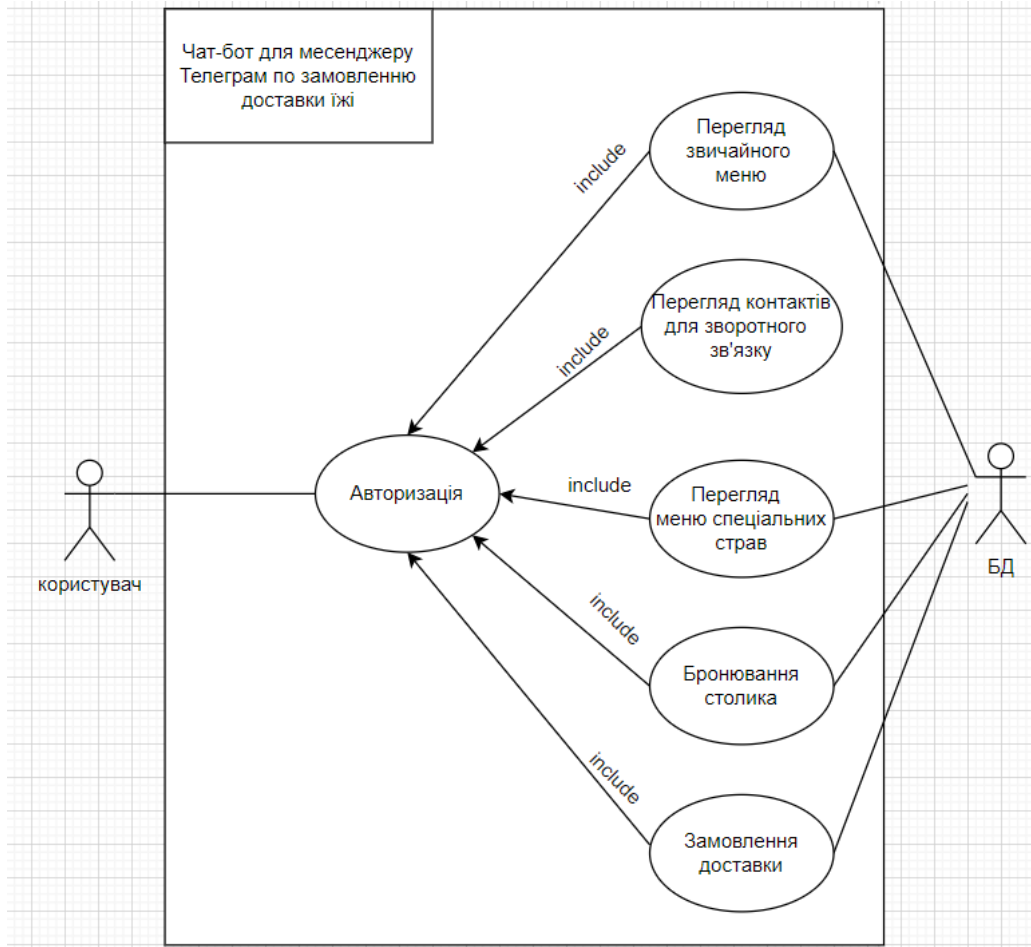 Чат-бот для месенджеру
Телеграм по замовленню
доставки їжі
Перегляд
звичайного
меню
include
Перегляд контактів
для зворотного
зв'язку
include
Авторизація
include
Перегляд
меню спеціальних
страв
користувач
БД
include
Бронювання
столика
include
Замовлення
доставки